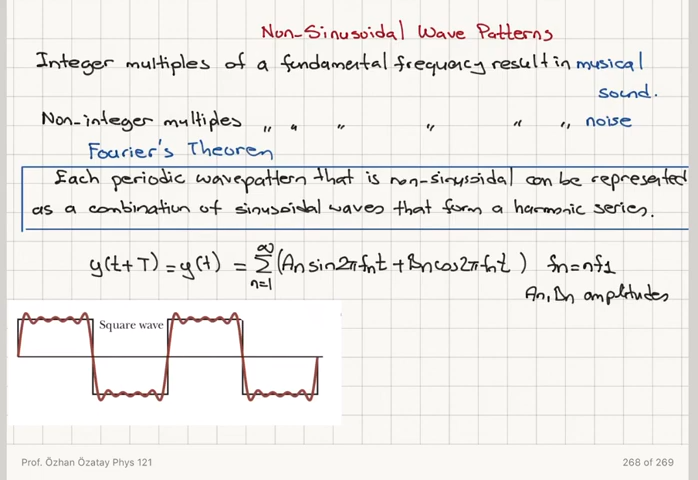 Non-Sinusoidal Wave Patterns
Integer multiples of a fundamental frequency result in musical
sound.
Non-integer multiples " " " " " " noise
Fourier's Theorem
Each periodic wavepattern that is non-sinusoidal can be represented
as a combination of sinusoidal waves that form a harmonic series.
y(t+T) = y(t) = ∞ Σ n=1 (An sin2πfnt + Bn cos2πfnt) fn = nf1
An, Bn amplitudes
Square wave
Prof. Özhan Özatay Phys 121
268 of 269